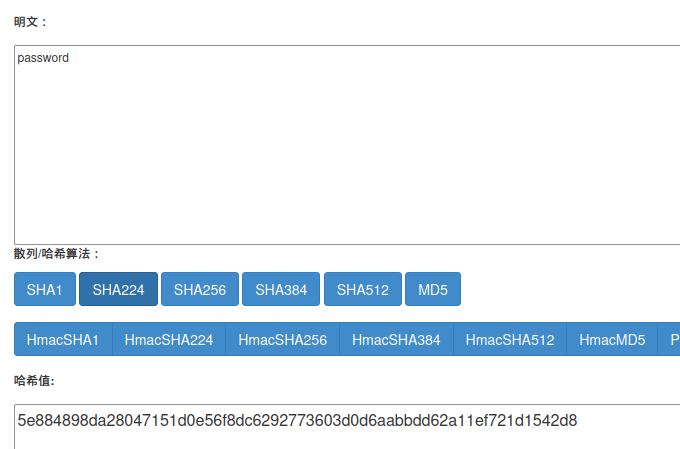 明文：
password
散列/哈希算法：
SHA1 SHA224 SHA256 SHA384 SHA512 MD5
HmacSHA1 HmacSHA224 HmacSHA256 HmacSHA384 HmacSHA512 HmacMD5 P
哈希值:
5e884898da28047151d0e56f8dc6292773603d0d6aabbdd62a11ef721d1542d8